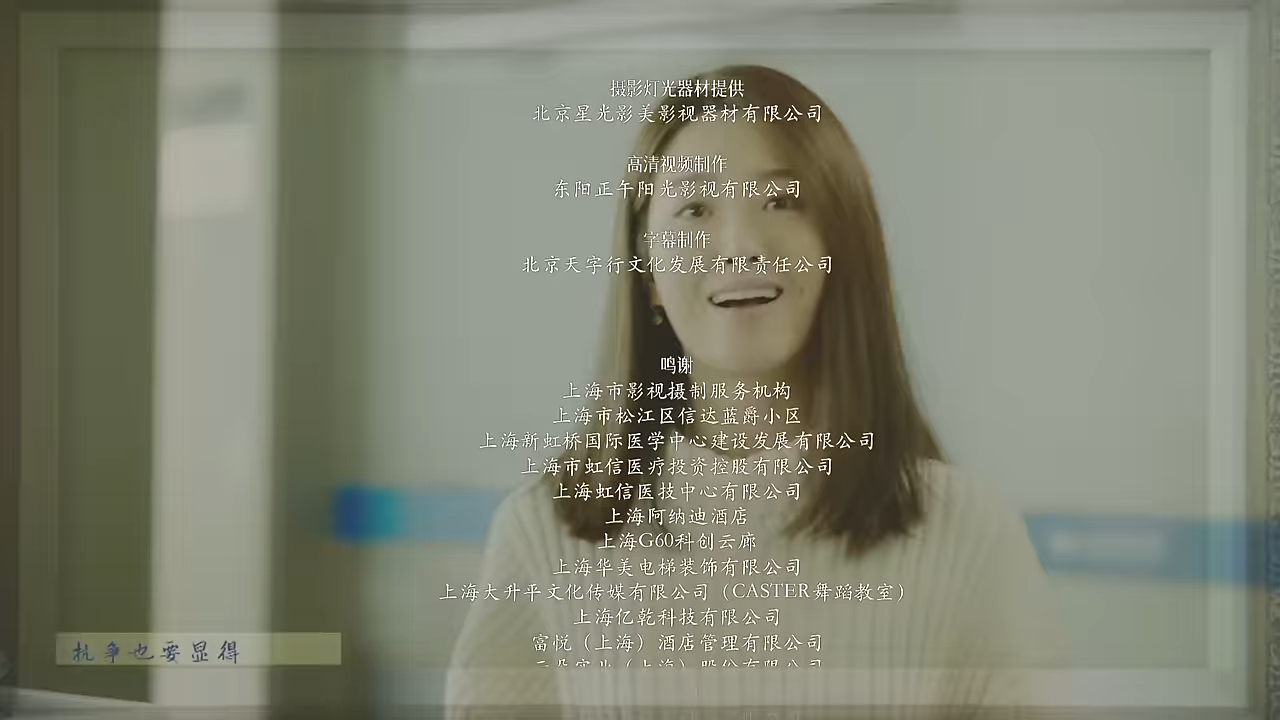 摄影灯光器材提供
北京星光影美影视器材有限公司
高清视频制作
东阳正午阳光影视有限公司
字幕制作
北京天字行文化发展有限责任公司
鸣谢
上海市影视摄制服务机构
上海市松江区信达蓝爵小区
上海新虹桥国际医学中心建设发展有限公司
上海市虹信医疗投资控股有限公司
上海虹信医技中心有限公司
上海阿纳迪酒店
上海G60科创云廊
上海华美电梯装饰有限公司
上海大升平文化传媒有限公司（CASTER舞蹈教室）
上海亿乾科技有限公司
富悦（上海）酒店管理有限公司
抗争也要显得